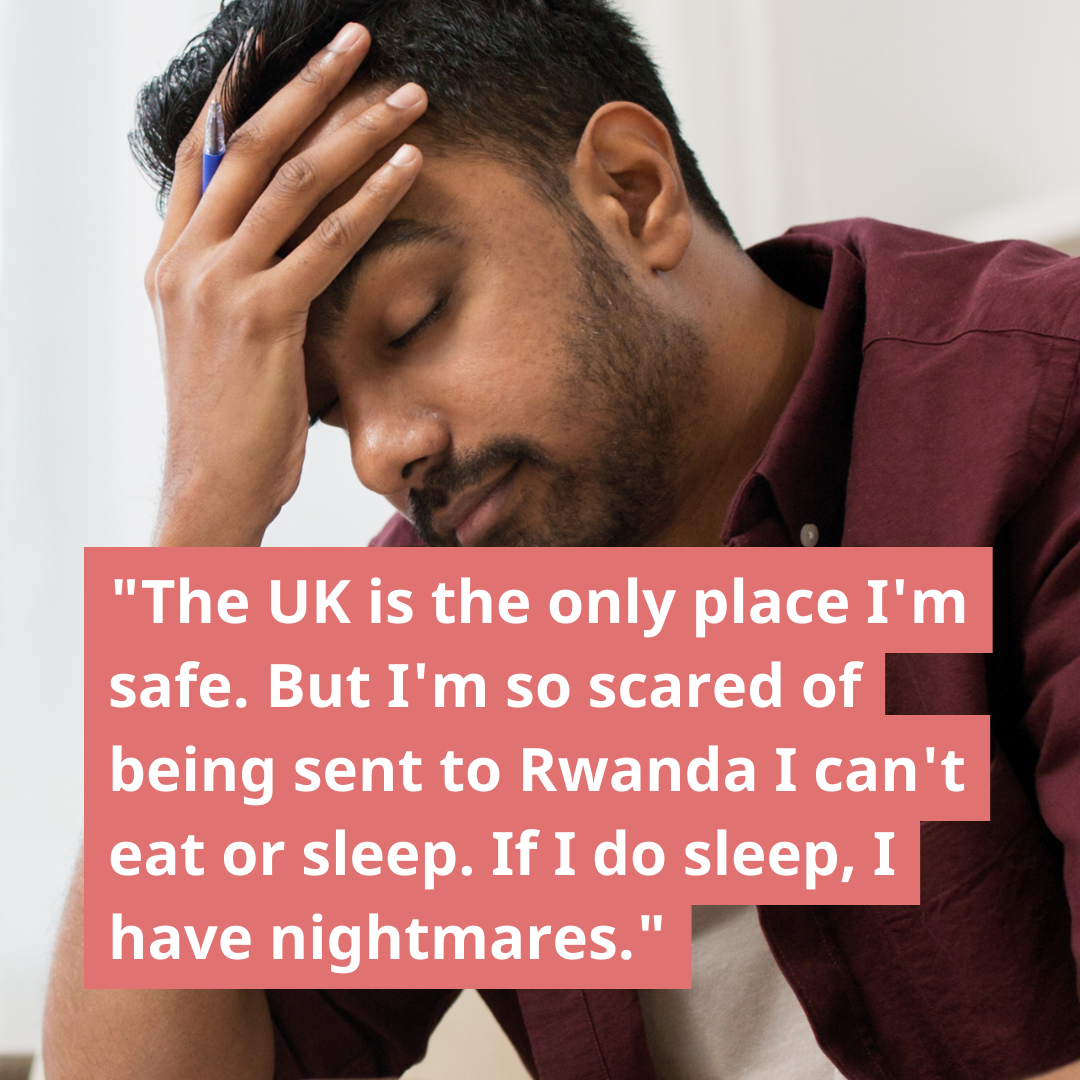 "The UK is the only place I'm
safe. But I'm so scared of
being sent to Rwanda I can't
eat or sleep. If I do sleep, I
have nightmares."